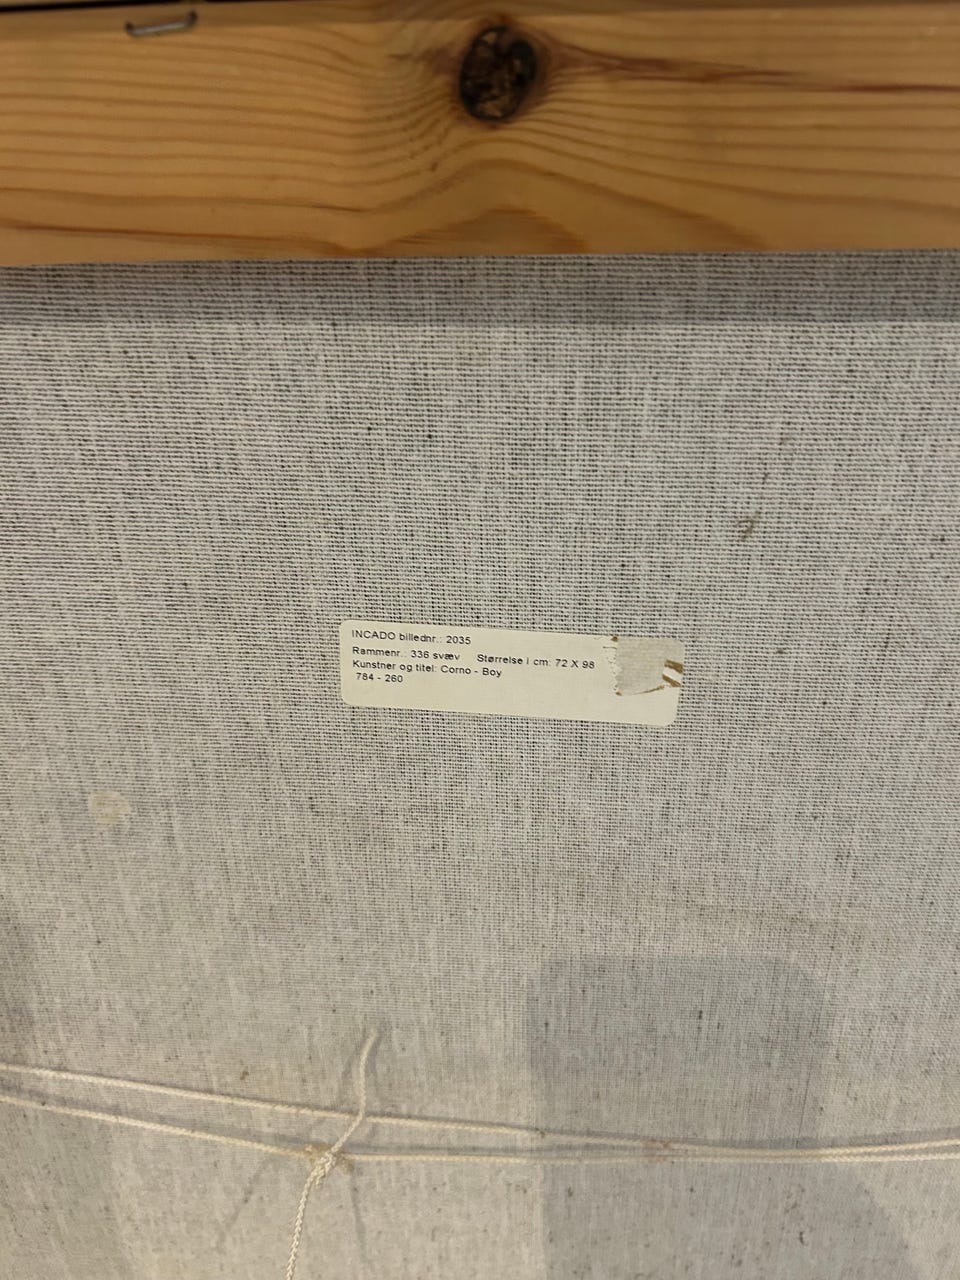 INCADO billednr.: 2035
Rammenr.: 336 svæv Størrelse i cm: 72 X 98
Kunstner og titel: Corno - Boy
784 - 260